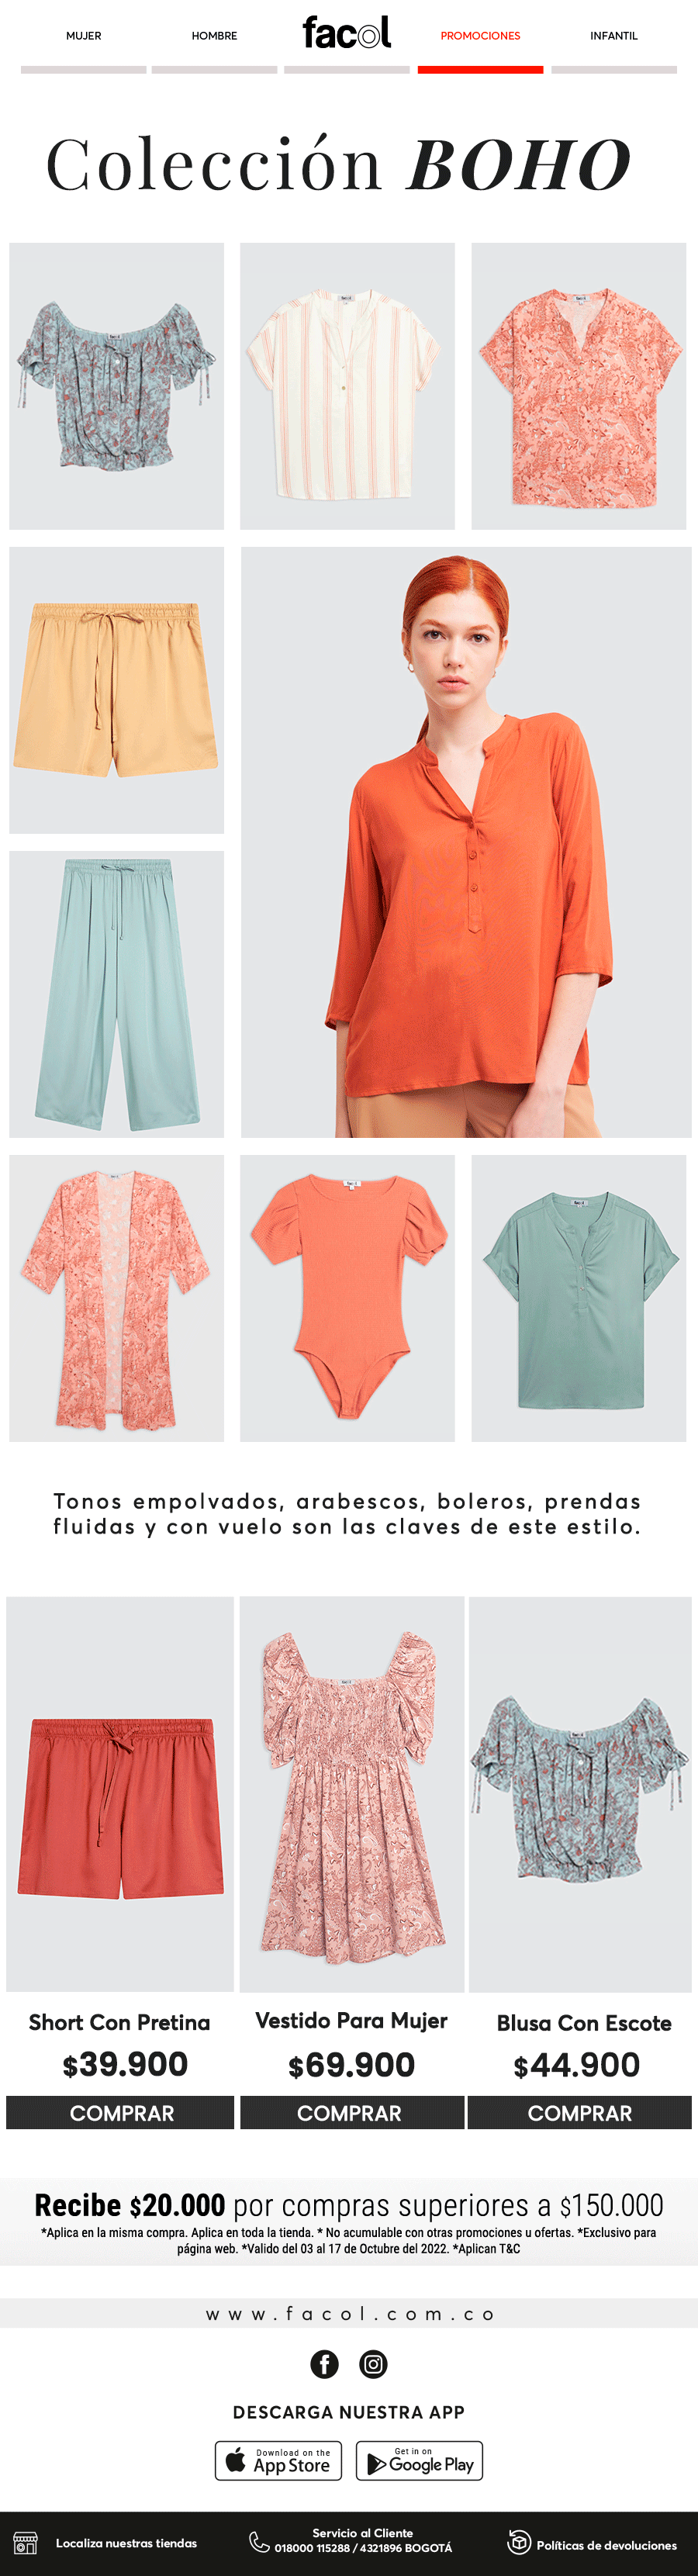 MUJER
HOMBRE
facol
PROMOCIONES
INFANTIL
Colección BOHO
Tonos empolvados, arabescos, boleros, prendas
fluidas y con vuelo son las claves de este estilo.
Short Con Pretina
$39.900
COMPRAR
Vestido Para Mujer
$69.900
COMPRAR
Blusa Con Escote
$44.900
COMPRAR
Recibe $20.000 por compras superiores a $150.000
*Aplica en la misma compra. Aplica en toda la tienda. * No acumulable con otras promociones u ofertas. *Exclusivo para
página web. *Valido del 03 al 17 de Octubre del 2022. *Aplican T&C
www.facol.com.co
DESCARGA NUESTRA APP
Download on the
App Store
Get in on
Google Play
Localiza nuestras tiendas
Servicio al Cliente
018000 115288 / 4321896 BOGOTÁ
Políticas de devoluciones